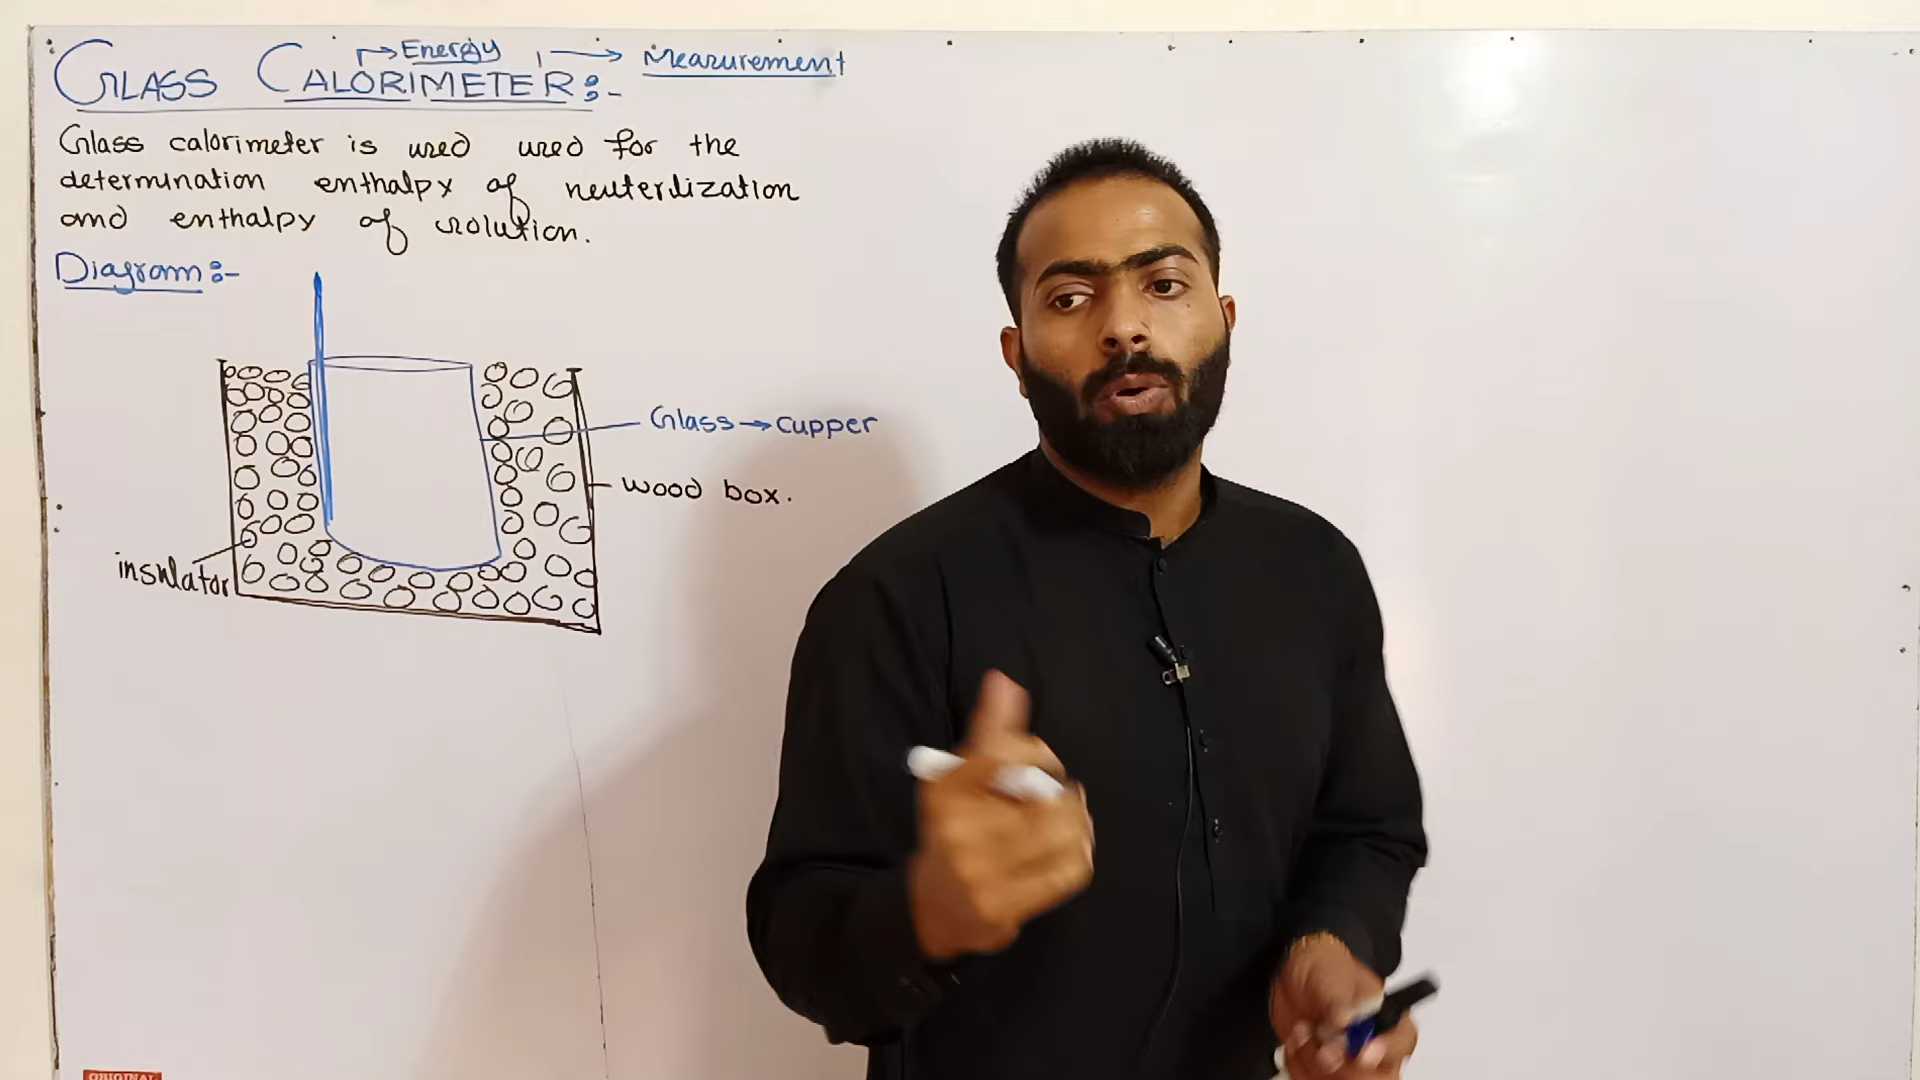 Energy Measurement
GLASS CALORIMETER:-
Glass calorimeter is used used for the
determination enthalpy of neuterlization
and enthalpy of solution.
Diagram:-
Glass → cupper
wood box.
insulator
ORIGINAL